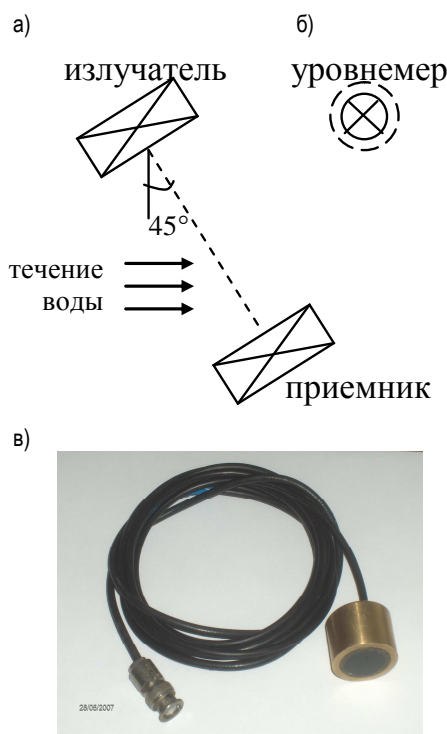 а)
б)
излучатель
уровнемер
45°
течение
воды
приемник
в)
28/06/2007